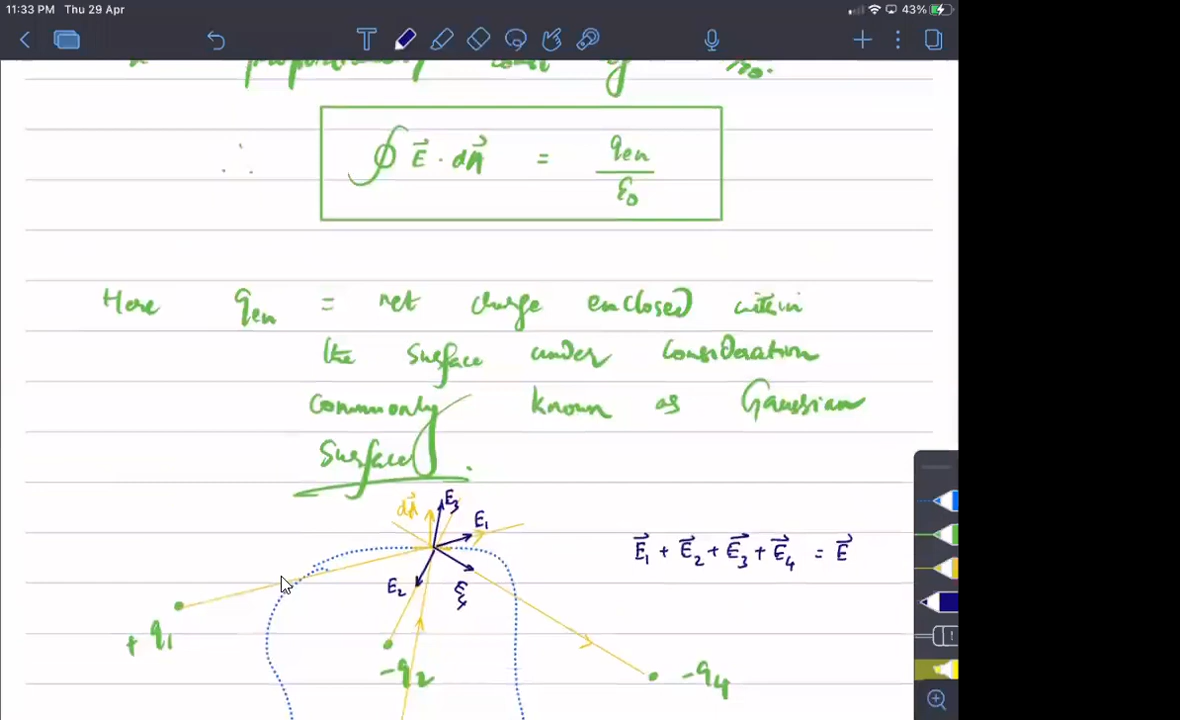 11:33 PM Thu 29 Apr 43%
∴ ∮ E⃗ · dA⃗ = qen / ε0
Here qen = net charge enclosed within
the surface under consideration
commonly known as Gaussian
Surface.
dA⃗ E3
E1
E⃗1 + E⃗2 + E⃗3 + E⃗4 = E⃗
E2
+ q1
-q2
-q4